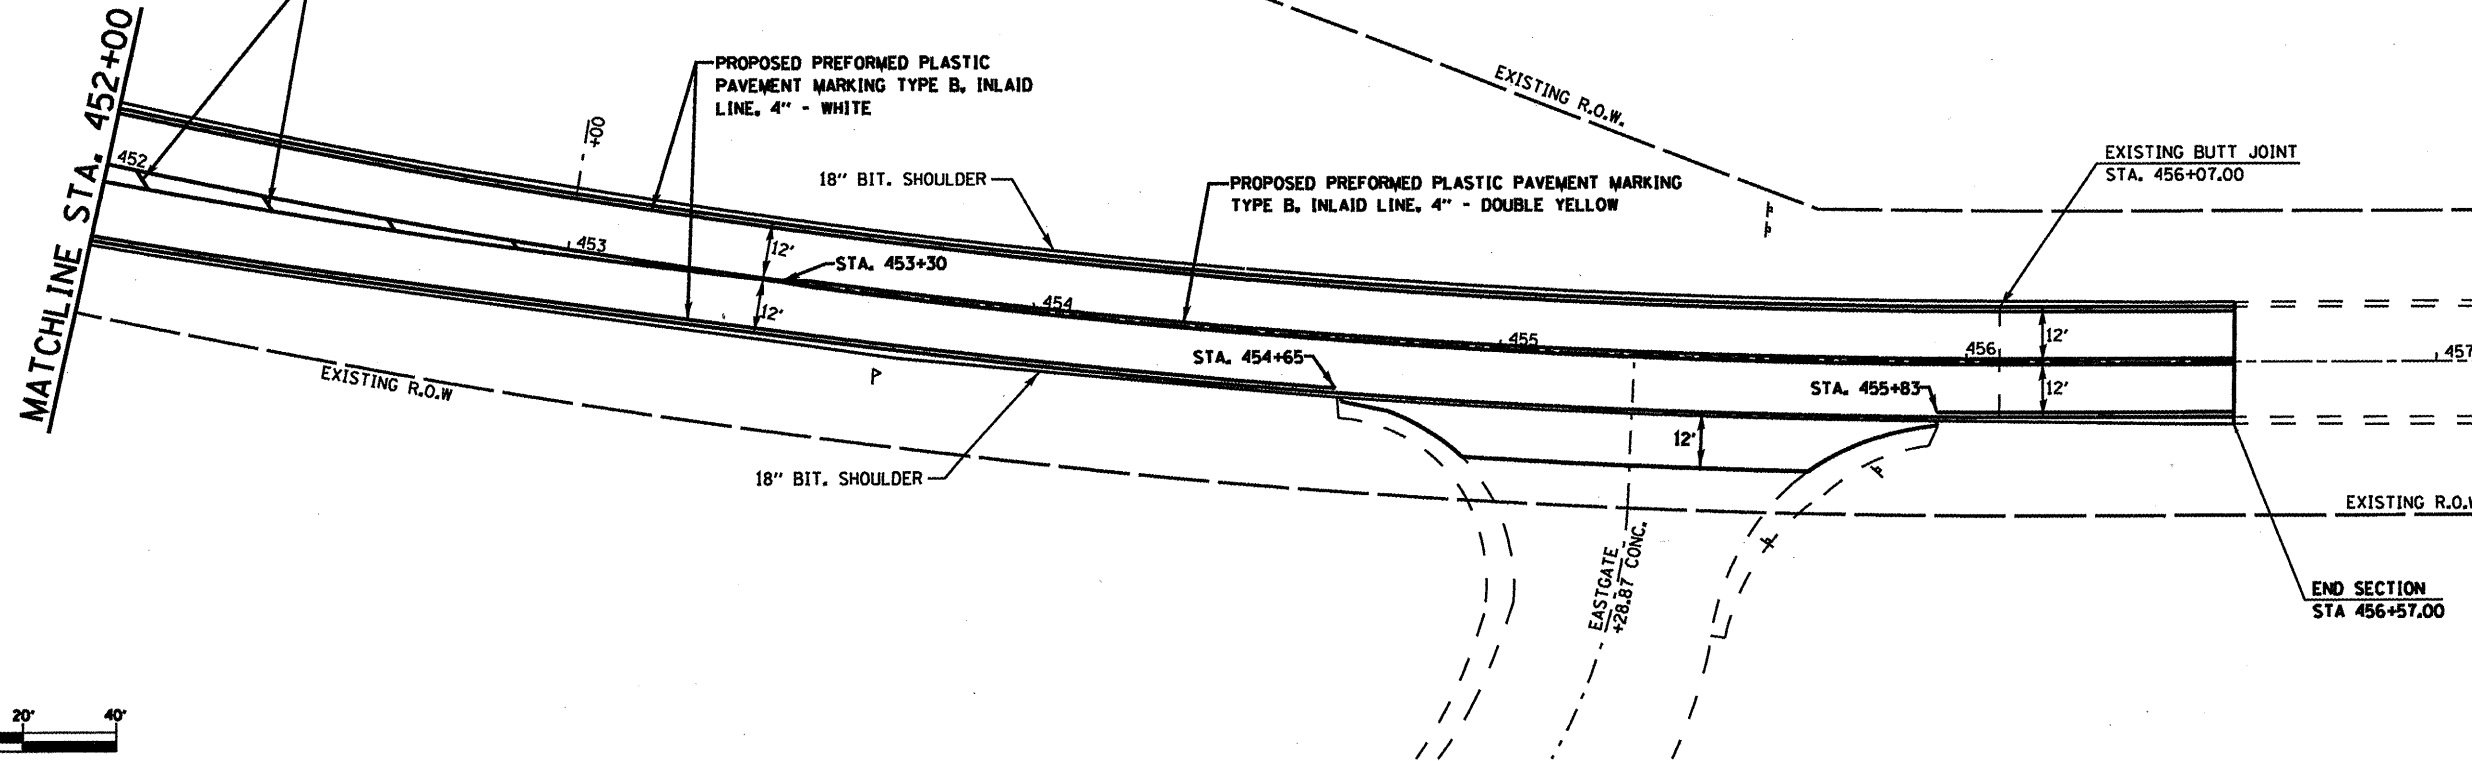 MATCHLINE STA. 452+00
PROPOSED PREFORMED PLASTIC
PAVEMENT MARKING TYPE B, INLAID
LINE, 4" - WHITE
+00
18" BIT. SHOULDER
PROPOSED PREFORMED PLASTIC PAVEMENT MARKING
TYPE B, INLAID LINE, 4" - DOUBLE YELLOW
EXISTING R.O.W.
EXISTING BUTT JOINT
STA. 456+07.00
452
453
12'
STA. 453+30
12'
454
STA. 454+65
455
456
12'
457
12'
STA. 455+83
12'
EXISTING R.O.W
18" BIT. SHOULDER
EXISTING R.O.W
EASTGATE
+28.87 CONC.
END SECTION
STA 456+57.00
20' 40'